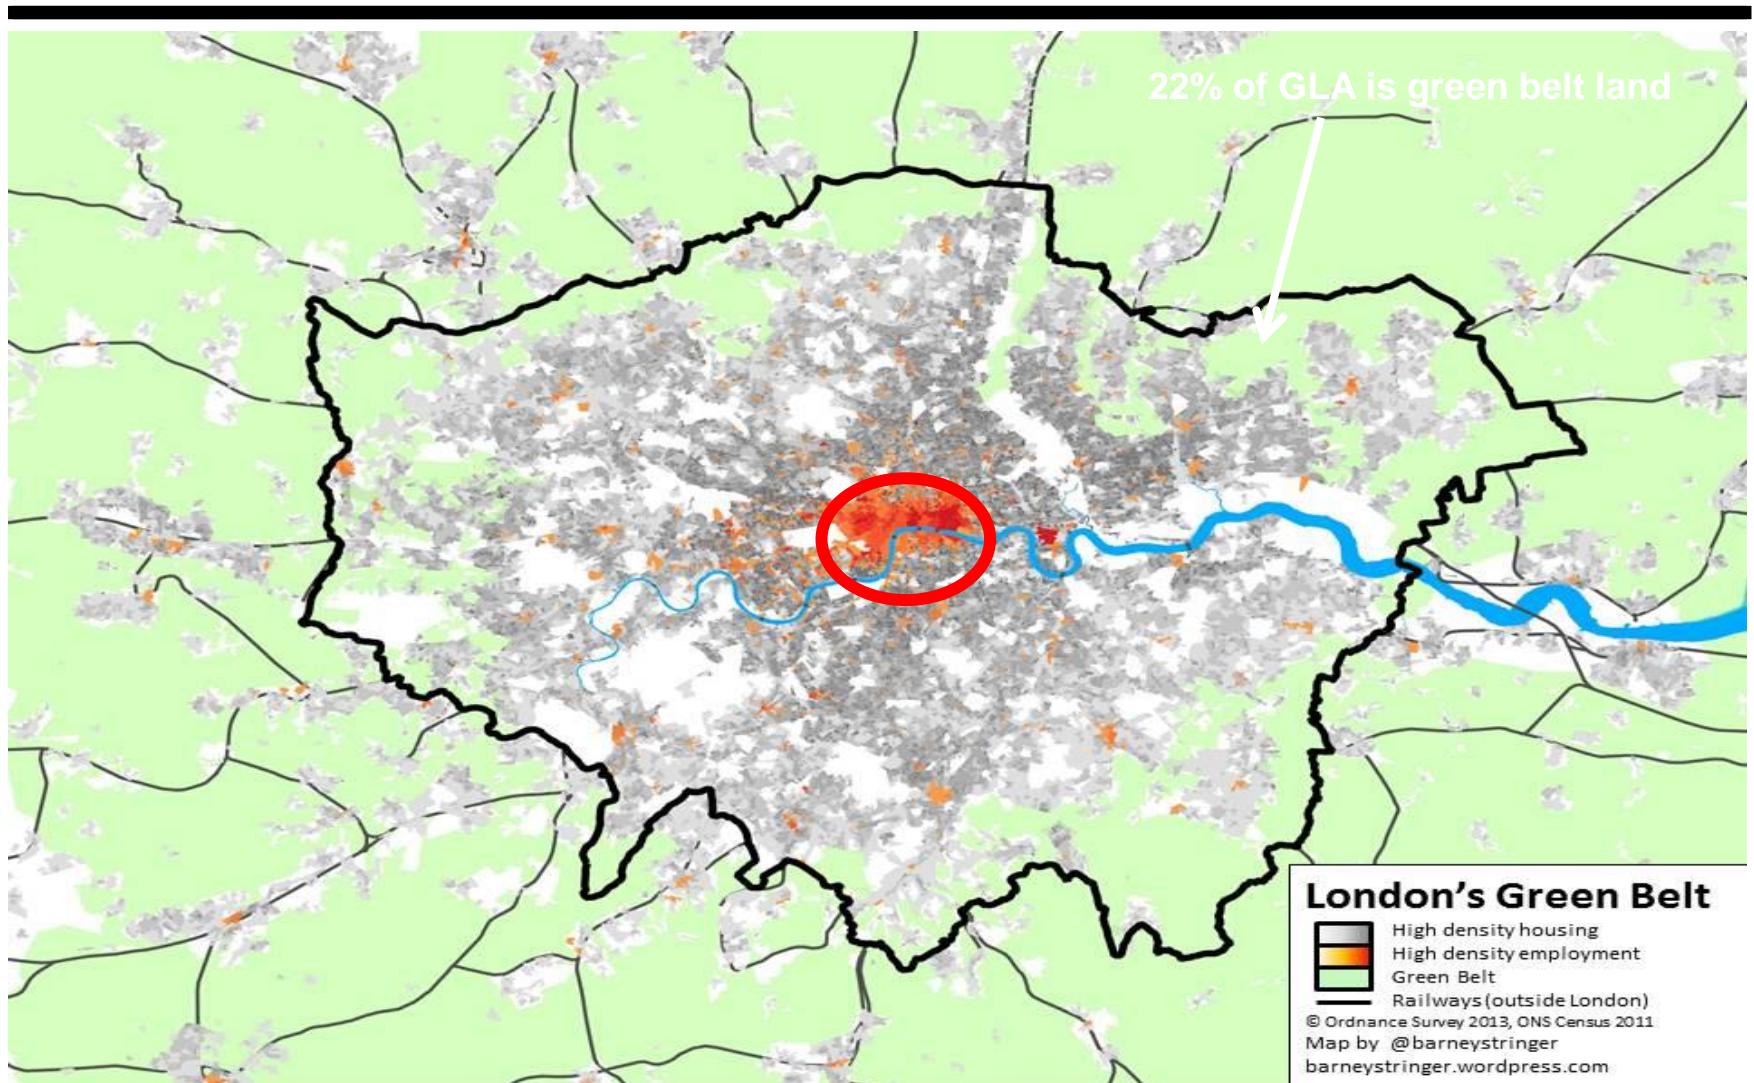 22% of GLA is green belt land
London's Green Belt
High density housing
High density employment
Green Belt
Railways (outside London)
© Ordnance Survey 2013, ONS Census 2011
Map by @barneystringer
barneystringer.wordpress.com